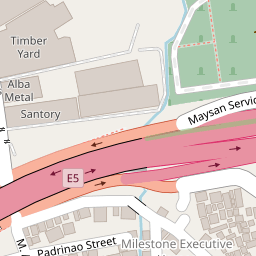 Timber
Yard
Alba
Metal
Santory
Maysan Servic
E5
M. A
Padrinao Street
Milestone Executive